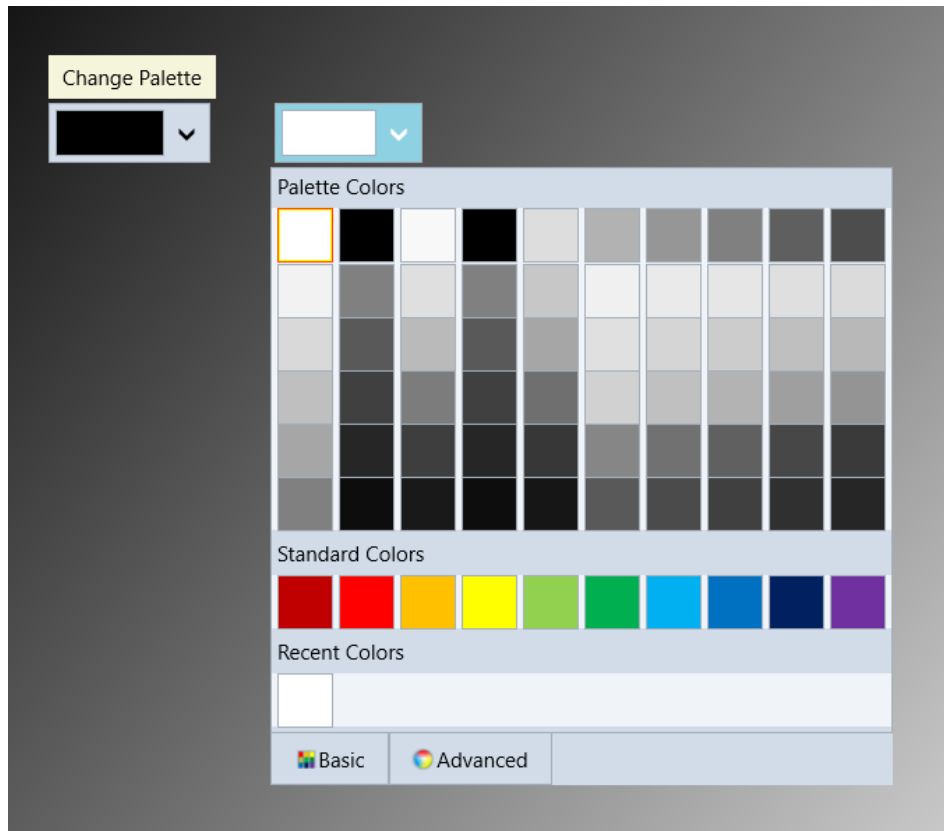 Change Palette
Palette Colors
Standard Colors
Recent Colors
Basic
Advanced